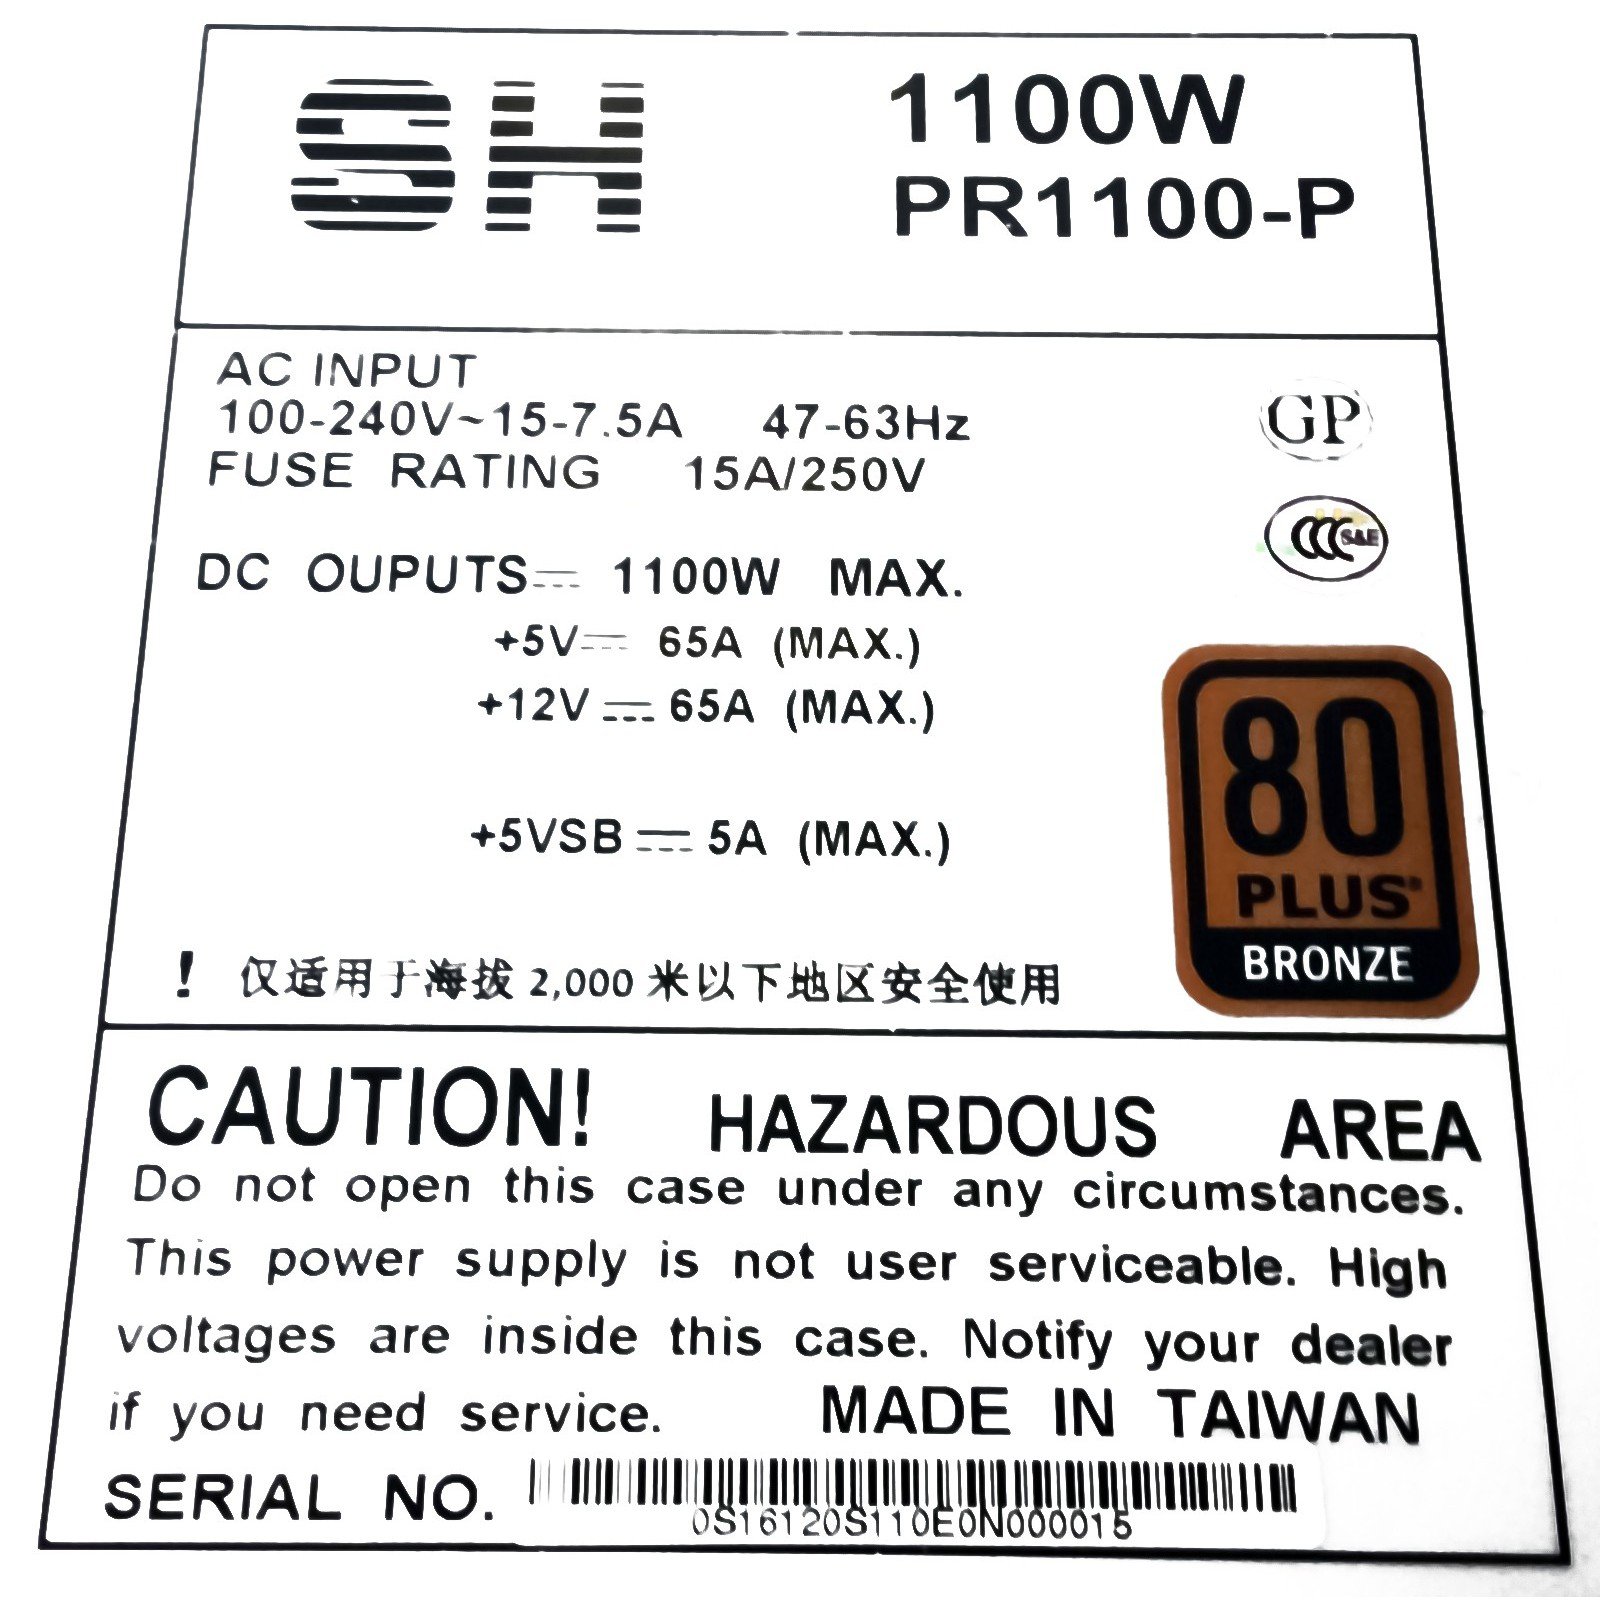 SH
1100W
PR1100-P
AC INPUT
100-240V~15-7.5A 47-63Hz
FUSE RATING 15A/250V
GP
CCC S&E
DC OUPUTS⎓ 1100W MAX.
+5V⎓ 65A (MAX.)
+12V⎓ 65A (MAX.)
+5VSB⎓ 5A (MAX.)
80
PLUS®
BRONZE
! 仅适用于海拔 2,000 米以下地区安全使用
CAUTION! HAZARDOUS AREA
Do not open this case under any circumstances.
This power supply is not user serviceable. High
voltages are inside this case. Notify your dealer
if you need service. MADE IN TAIWAN
SERIAL NO.
0S16120S110E0N000015